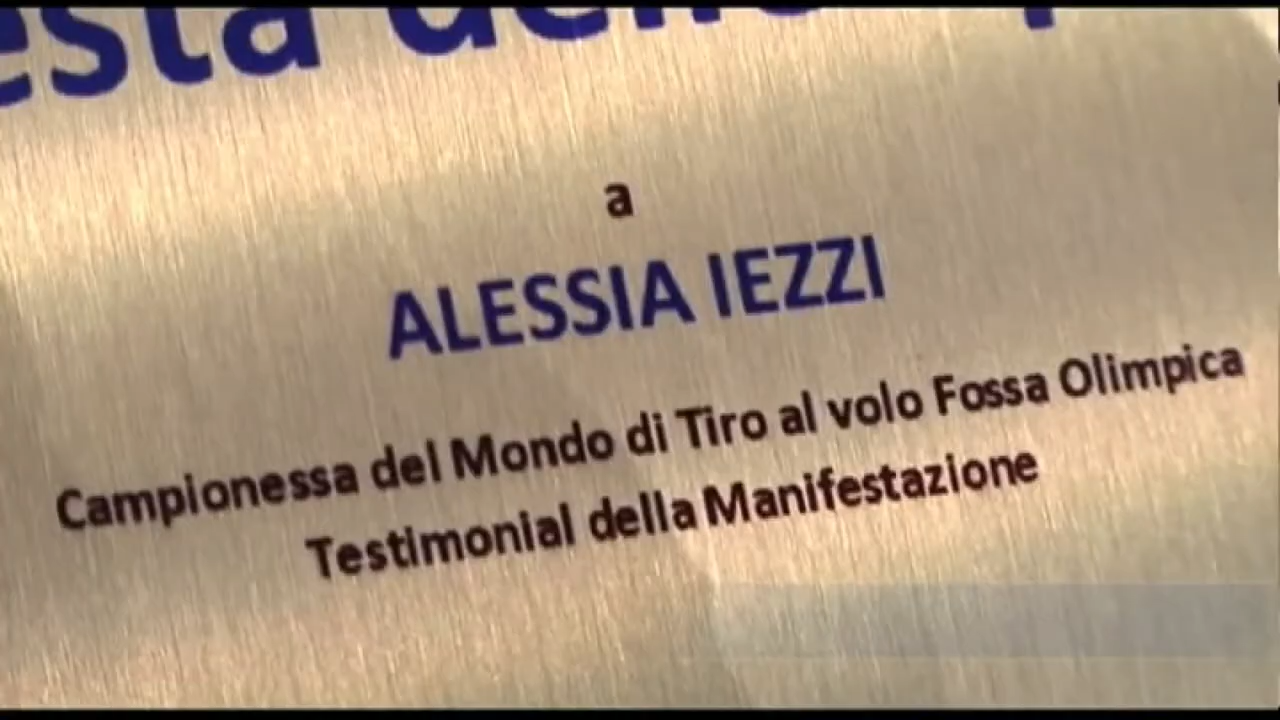 a
ALESSIA IEZZI
Campionessa del Mondo di Tiro al volo Fossa Olimpica
Testimonial della Manifestazione